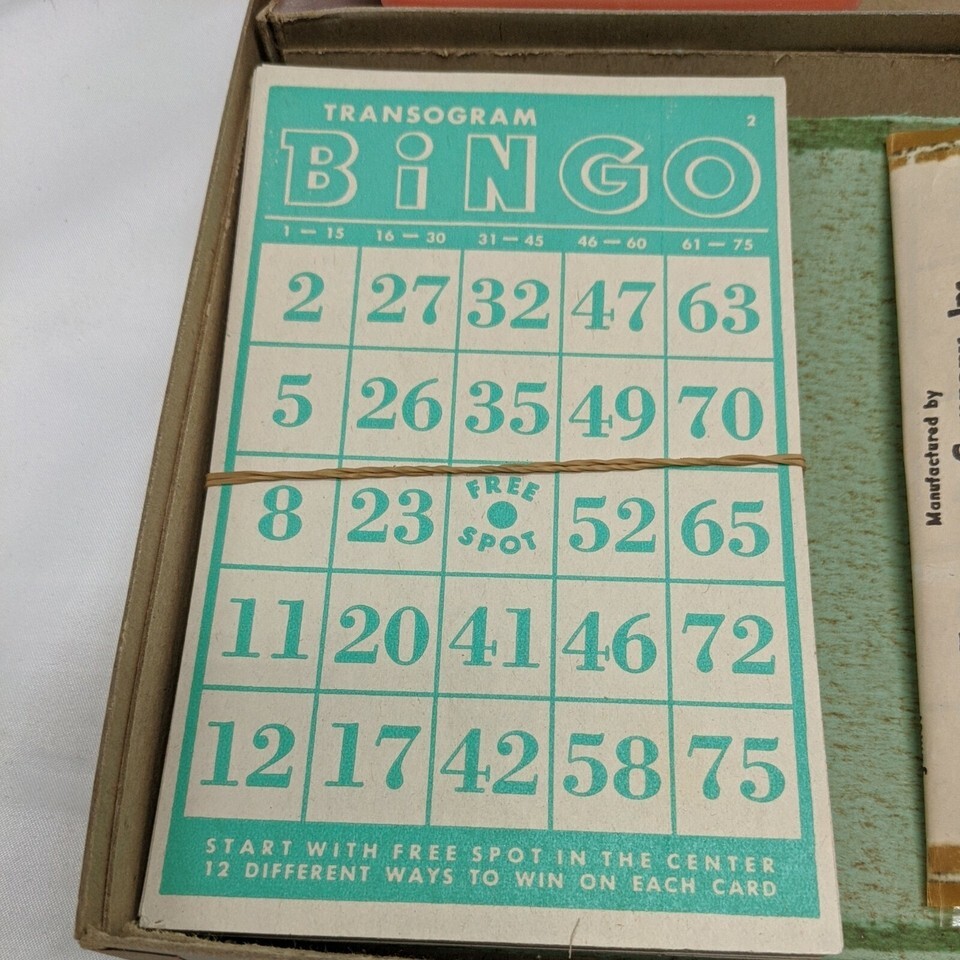 TRANSOGRAM 2
BiNGO
1 — 15 16 — 30 31 — 45 46 — 60 61 — 75
2 27 32 47 63
5 26 35 49 70
8 23 FREE SPOT 52 65
11 20 41 46 72
12 17 42 58 75
START WITH FREE SPOT IN THE CENTER
12 DIFFERENT WAYS TO WIN ON EACH CARD
Manufactured by